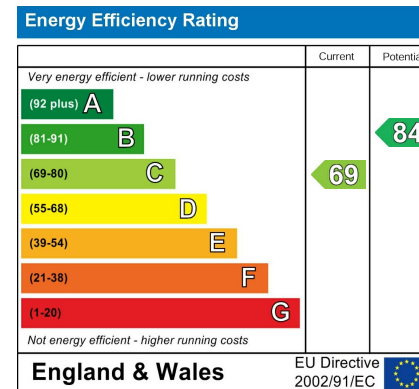 Energy Efficiency Rating
Current Potentia
Very energy efficient - lower running costs
(92 plus) A
(81-91) B 84
(69-80) C 69
(55-68) D
(39-54) E
(21-38) F
(1-20) G
Not energy efficient - higher running costs
England & Wales
EU Directive
2002/91/EC